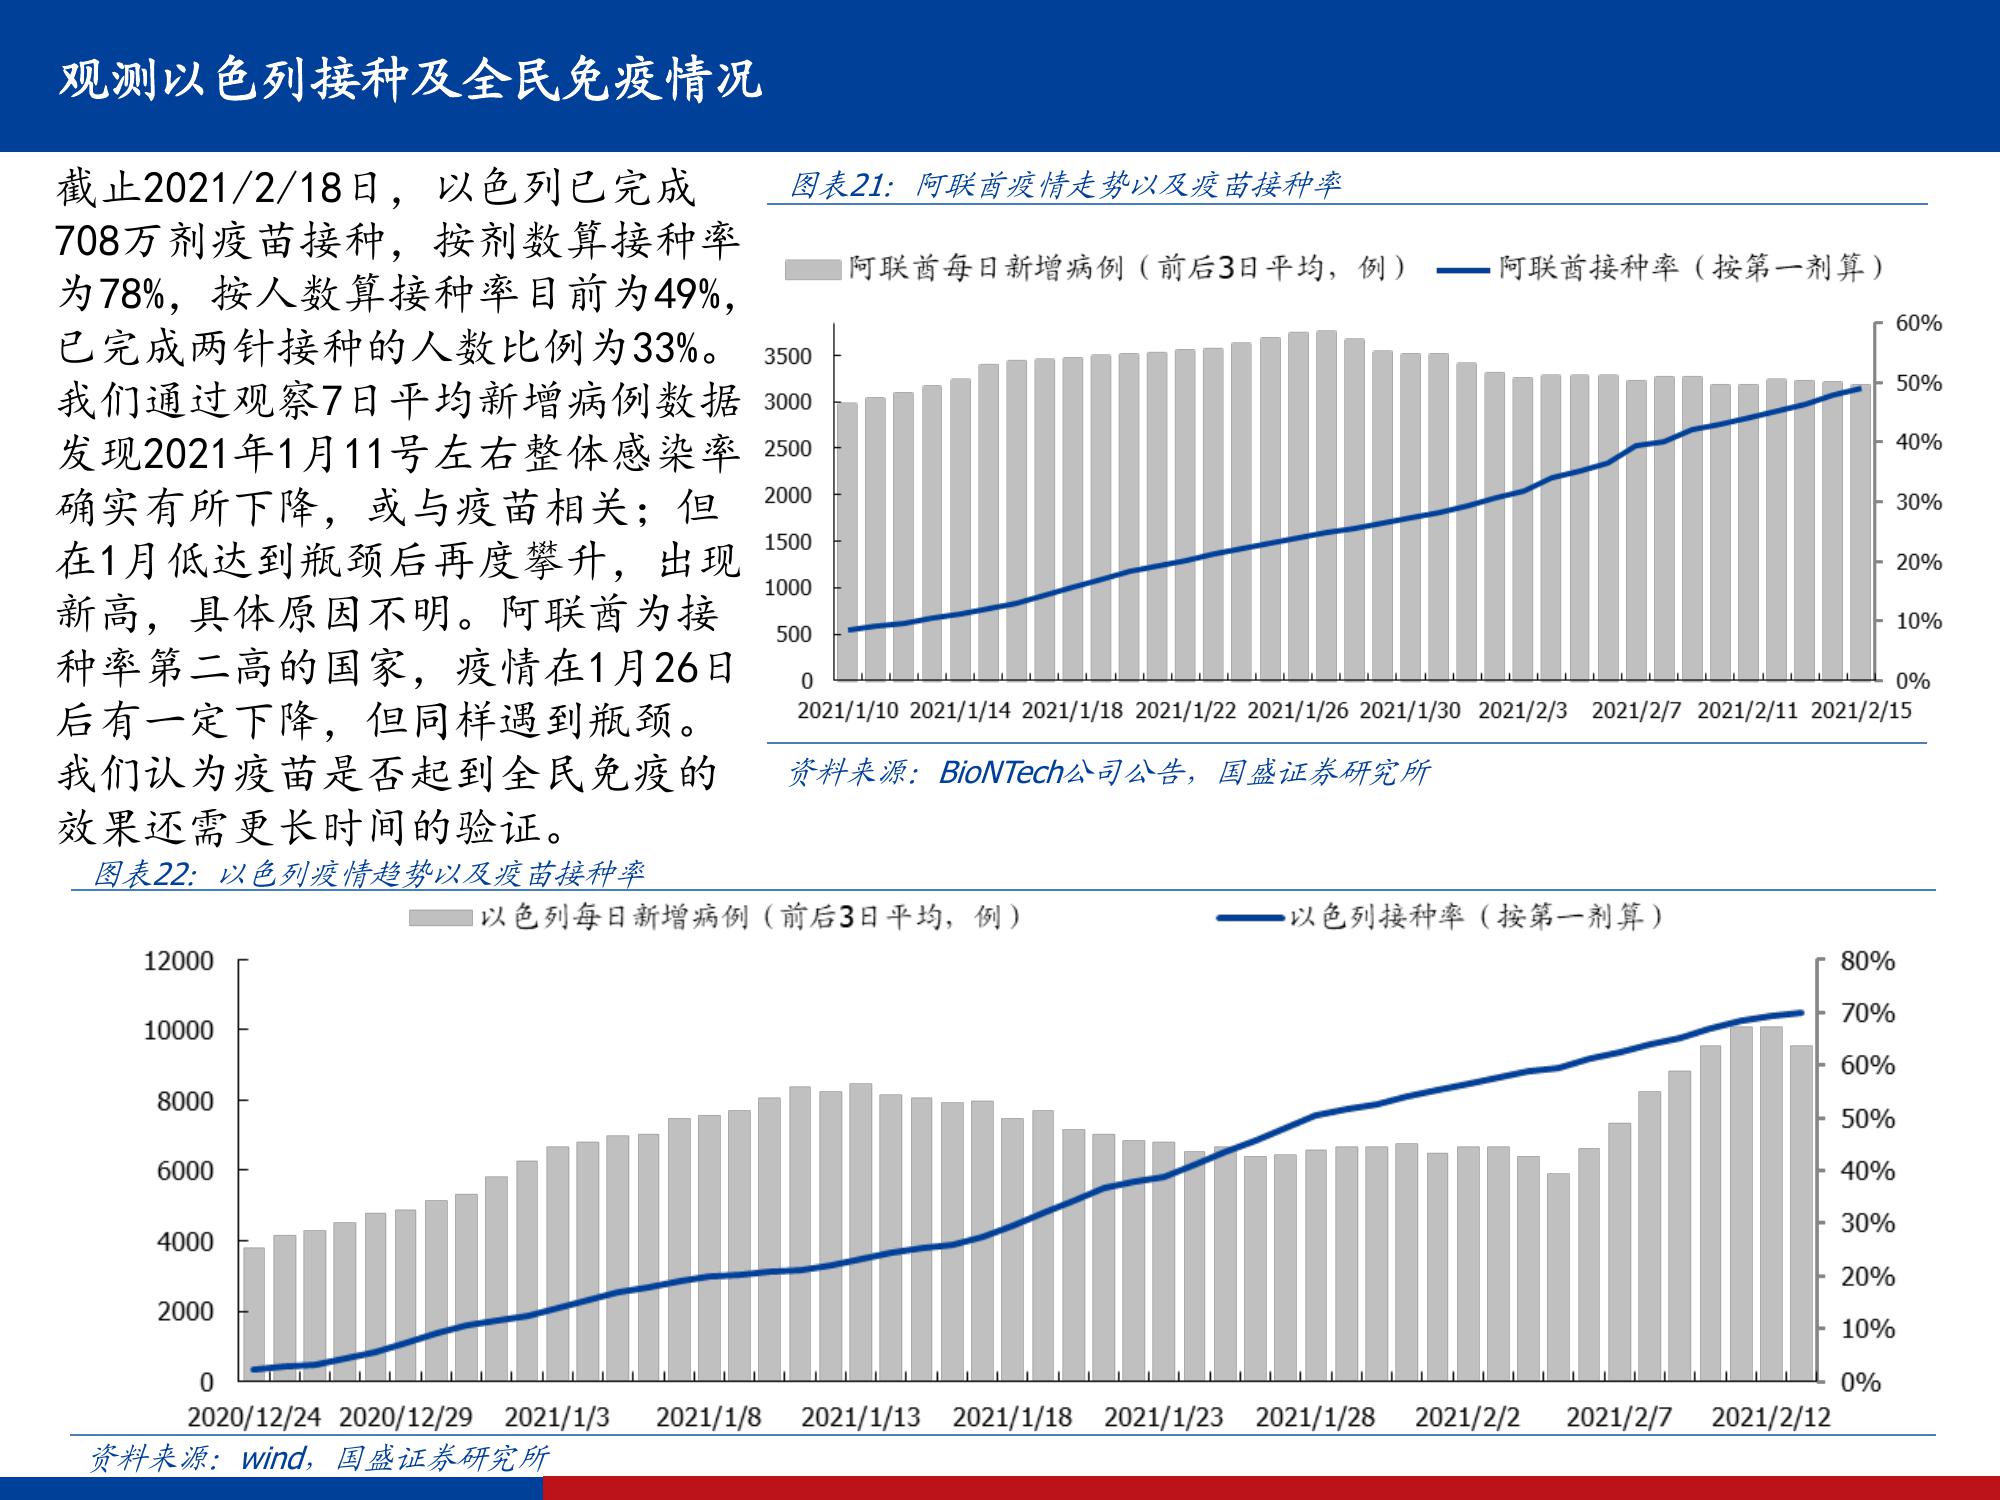 观测以色列接种及全民免疫情况
截止2021/2/18日，以色列已完成
708万剂疫苗接种，按剂数算接种率
为78%，按人数算接种率目前为49%，
已完成两针接种的人数比例为33%。
我们通过观察7日平均新增病例数据
发现2021年1月11号左右整体感染率
确实有所下降，或与疫苗相关；但
在1月低达到瓶颈后再度攀升，出现
新高，具体原因不明。阿联酋为接
种率第二高的国家，疫情在1月26日
后有一定下降，但同样遇到瓶颈。
我们认为疫苗是否起到全民免疫的
效果还需更长时间的验证。
图表21：阿联酋疫情走势以及疫苗接种率
阿联酋每日新增病例（前后3日平均，例） 阿联酋接种率（按第一剂算）
3500
3000
2500
2000
1500
1000
500
0
60%
50%
40%
30%
20%
10%
0%
2021/1/10 2021/1/14 2021/1/18 2021/1/22 2021/1/26 2021/1/30 2021/2/3 2021/2/7 2021/2/11 2021/2/15
资料来源：BioNTech公司公告，国盛证券研究所
图表22：以色列疫情趋势以及疫苗接种率
以色列每日新增病例（前后3日平均，例） 以色列接种率（按第一剂算）
12000
10000
8000
6000
4000
2000
0
80%
70%
60%
50%
40%
30%
20%
10%
0%
2020/12/24 2020/12/29 2021/1/3 2021/1/8 2021/1/13 2021/1/18 2021/1/23 2021/1/28 2021/2/2 2021/2/7 2021/2/12
资料来源：wind，国盛证券研究所